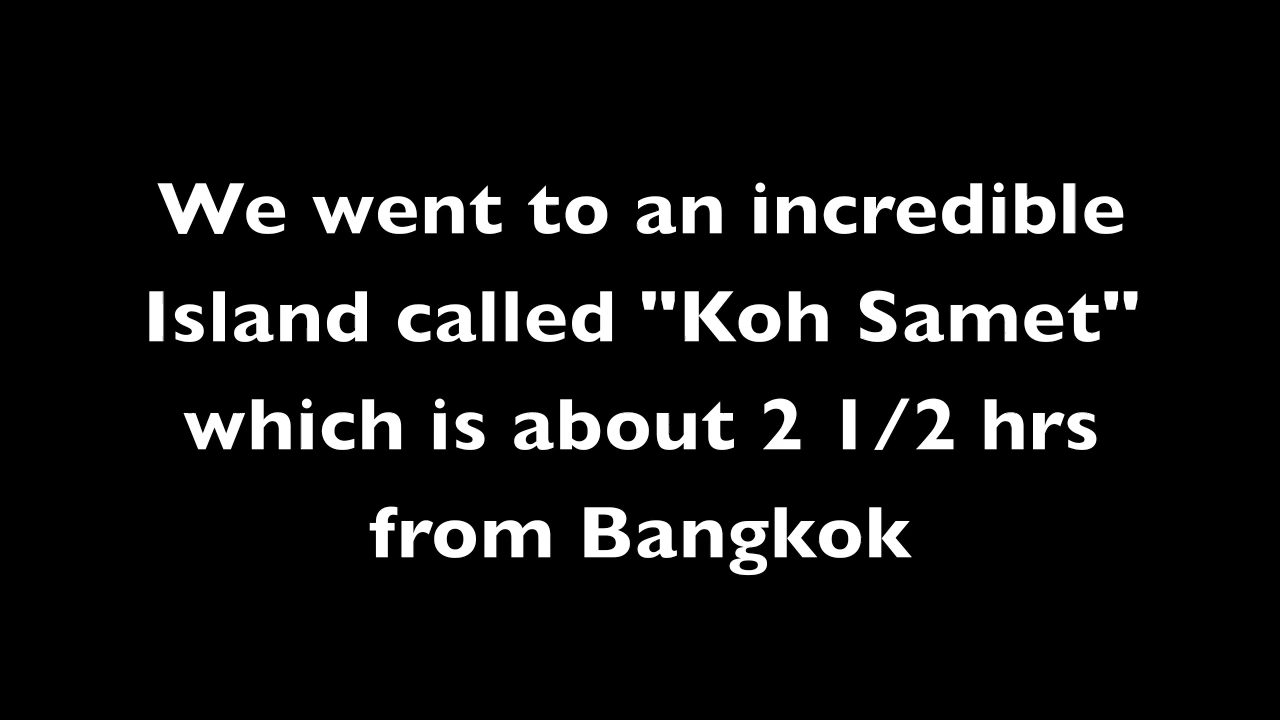 We went to an incredible
Island called "Koh Samet"
which is about 2 1/2 hrs
from Bangkok